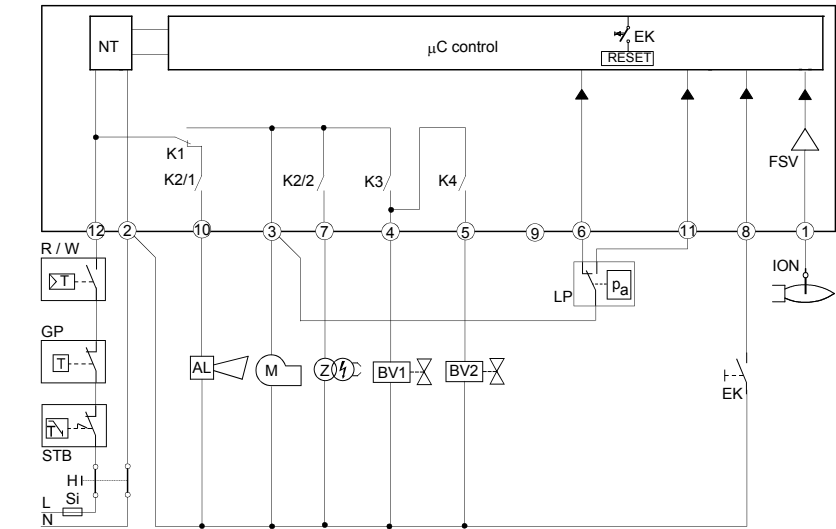 EK
NT
μC control
RESET
K1
FSV
K2/1
K2/2
K3
K4
12
2
10
3
7
4
5
9
6
11
8
1
R / W
T
LP
pa
ION
GP
T
AL
M
Z
BV1
BV2
EK
T
STB
H
L
Si
N